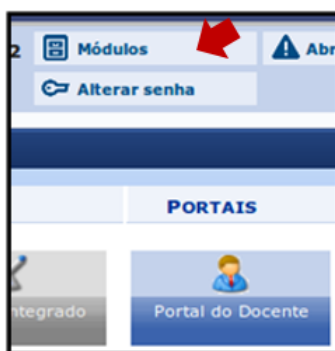 2 Módulos Abr
Alterar senha
PORTAIS
ntegrado Portal do Docente